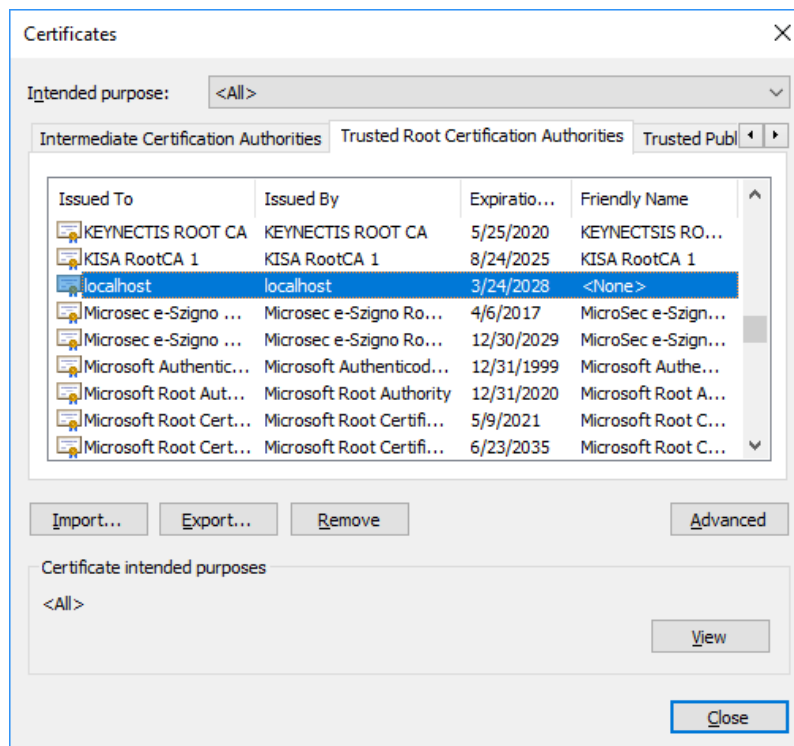 Certificates
Intended purpose: <All>
Intermediate Certification Authorities Trusted Root Certification Authorities Trusted Publ
Issued To Issued By Expiratio... Friendly Name
KEYNECTIS ROOT CA KEYNECTIS ROOT CA 5/25/2020 KEYNECTSIS RO...
KISA RootCA 1 KISA RootCA 1 8/24/2025 KISA RootCA 1
localhost localhost 3/24/2028 <None>
Microsec e-Szigno ... Microsec e-Szigno Ro... 4/6/2017 MicroSec e-Szign...
Microsec e-Szigno ... Microsec e-Szigno Ro... 12/30/2029 MicroSec e-Szign...
Microsoft Authentic... Microsoft Authenticod... 12/31/1999 Microsoft Authe...
Microsoft Root Aut... Microsoft Root Authority 12/31/2020 Microsoft Root A...
Microsoft Root Cert... Microsoft Root Certifi... 5/9/2021 Microsoft Root C...
Microsoft Root Cert... Microsoft Root Certifi... 6/23/2035 Microsoft Root C...
Import... Export... Remove Advanced
Certificate intended purposes
<All>
View
Close